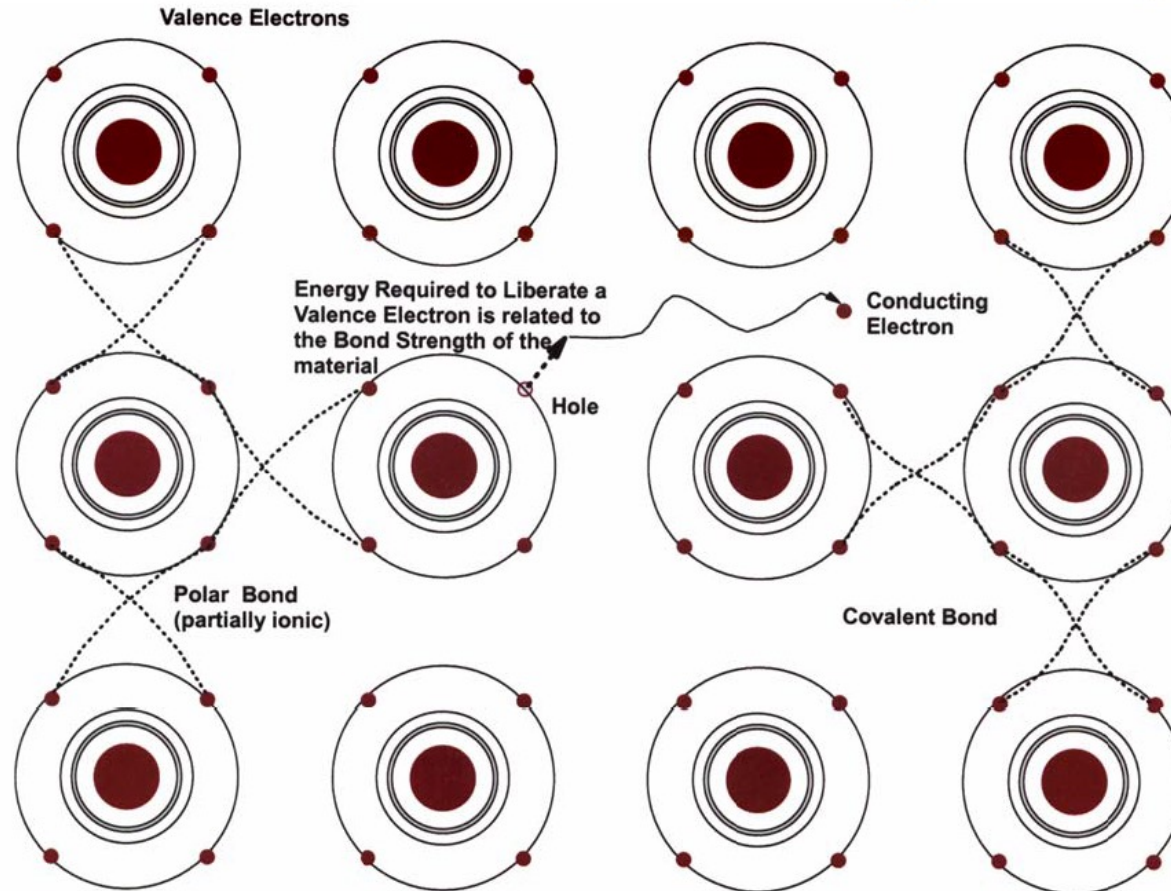 Valence Electrons
Energy Required to Liberate a
Valence Electron is related to
the Bond Strength of the
material
Conducting
Electron
Hole
Polar Bond
(partially ionic)
Covalent Bond